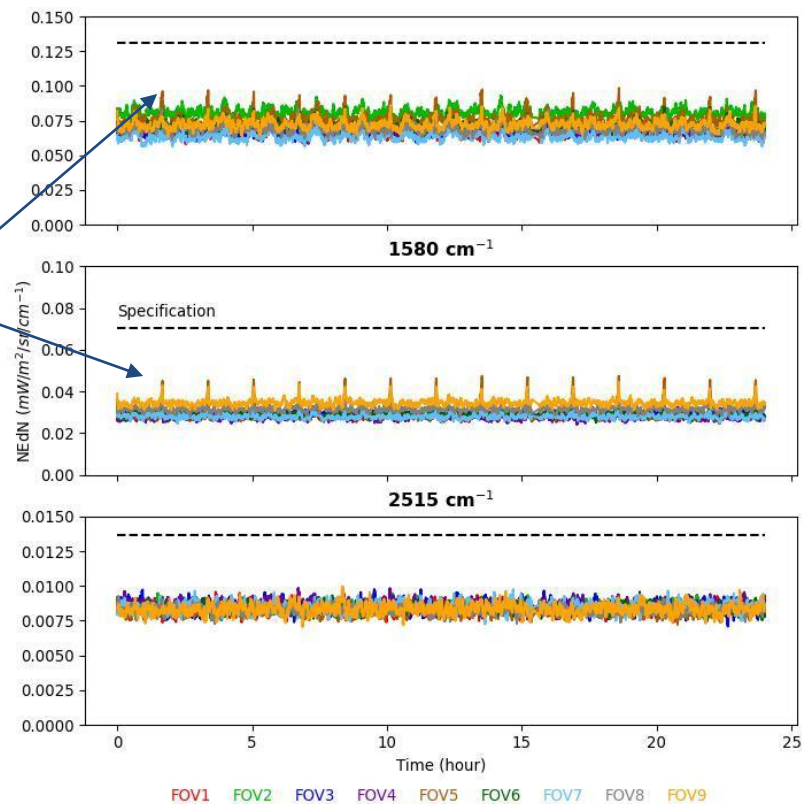 0.150
0.125
0.100
0.075
0.050
0.025
0.000
1580 cm⁻¹
0.10
0.08
0.06
0.04
0.02
0.00
Specification
NEdN (mW/m²/sr/cm⁻¹)
2515 cm⁻¹
0.0150
0.0125
0.0100
0.0075
0.0050
0.0025
0.0000
0 5 10 15 20 25
Time (hour)
FOV1 FOV2 FOV3 FOV4 FOV5 FOV6 FOV7 FOV8 FOV9